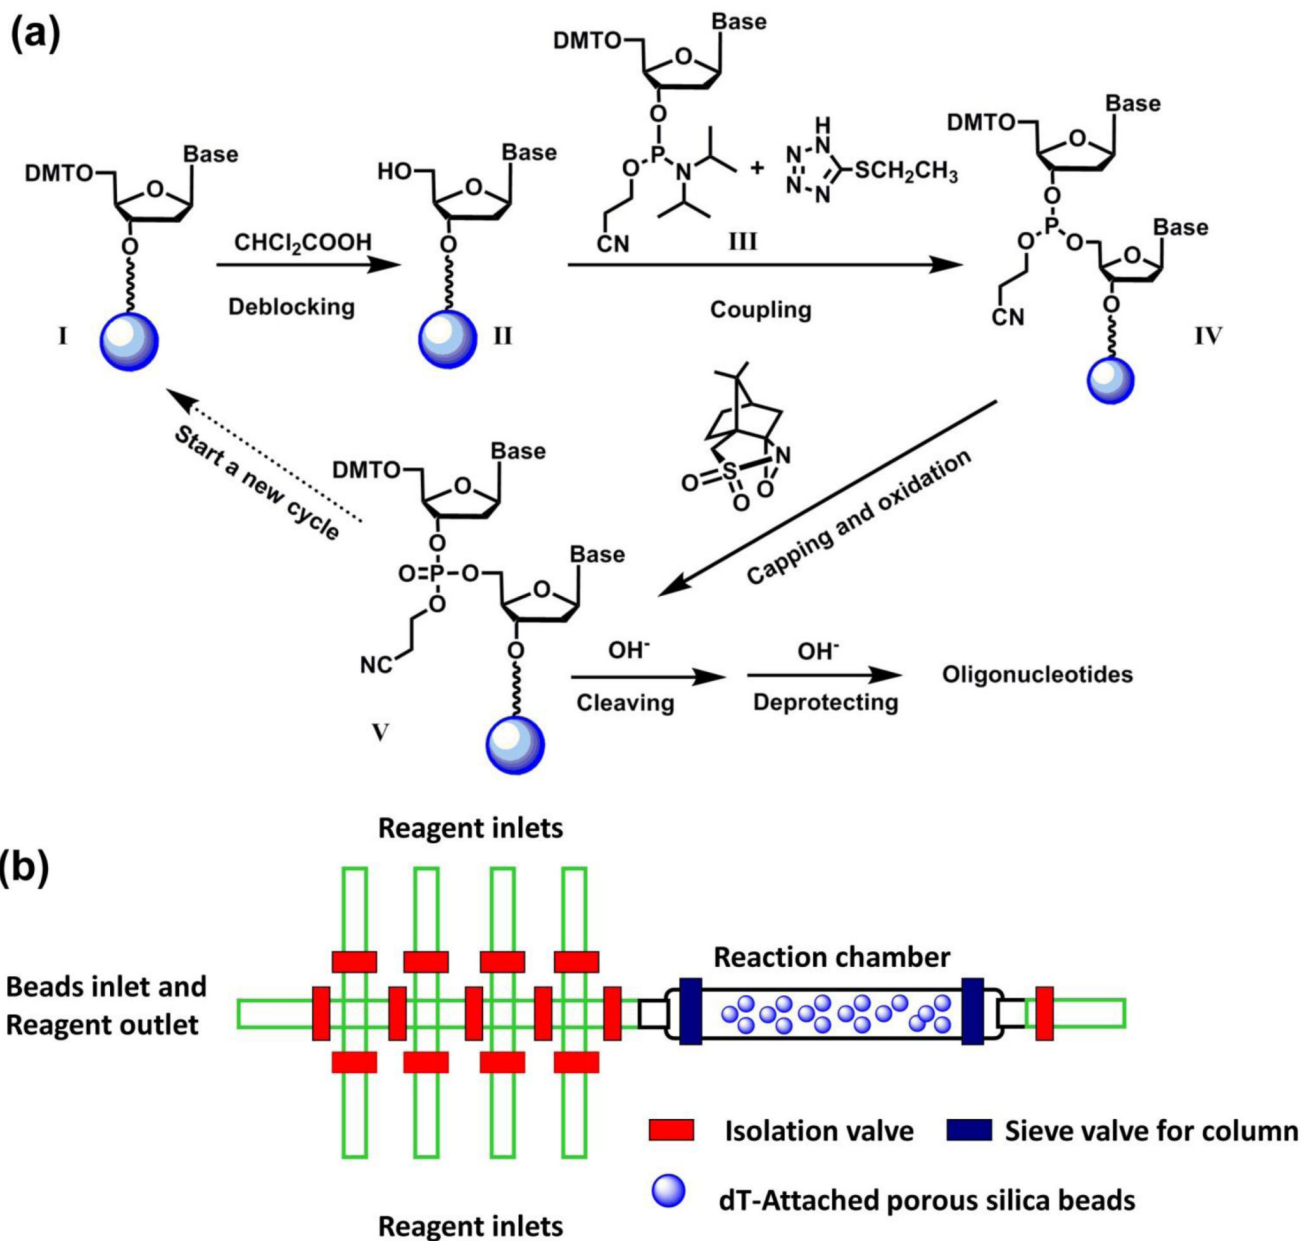 (a)
DMTO
Base
O
O
I
CHCl2COOH
Deblocking
HO
Base
O
O
II
DMTO
Base
O
O
P
O
N
CN
+
H
N
N
N
N
SCH2CH3
III
Coupling
DMTO
Base
O
O
P
O
O
Base
O
O
CN
IV
S
N
O
O
O
Capping and oxidation
Start a new cycle
DMTO
Base
O
O
O=P-O
O
Base
O
O
NC
V
OH-
Cleaving
OH-
Deprotecting
Oligonucleotides
(b)
Reagent inlets
Beads inlet and
Reagent outlet
Reaction chamber
Isolation valve
Sieve valve for column
dT-Attached porous silica beads
Reagent inlets